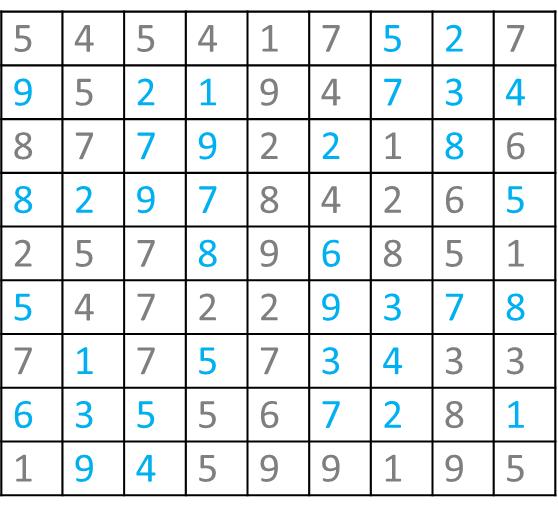 5 4 5 4 1 7 5 2 7
9 5 2 1 9 4 7 3 4
8 7 7 9 2 2 1 8 6
8 2 9 7 8 4 2 6 5
2 5 7 8 9 6 8 5 1
5 4 7 2 2 9 3 7 8
7 1 7 5 7 3 4 3 3
6 3 5 5 6 7 2 8 1
1 9 4 5 9 9 1 9 5